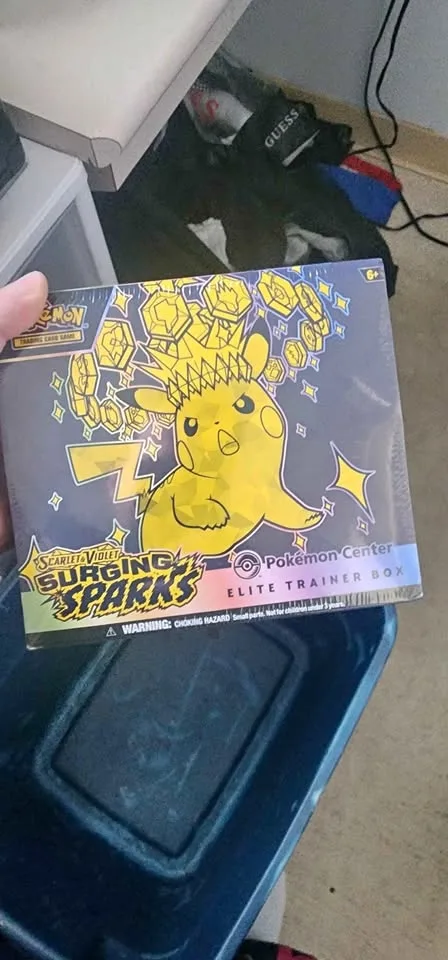 GUESS
6+
POKéMON
TRADING CARD GAME
SCARLET & VIOLET
SURGING
SPARKS
Pokémon Center
ELITE TRAINER BOX
WARNING: CHOKING HAZARD Small parts. Not for children under 3 years.